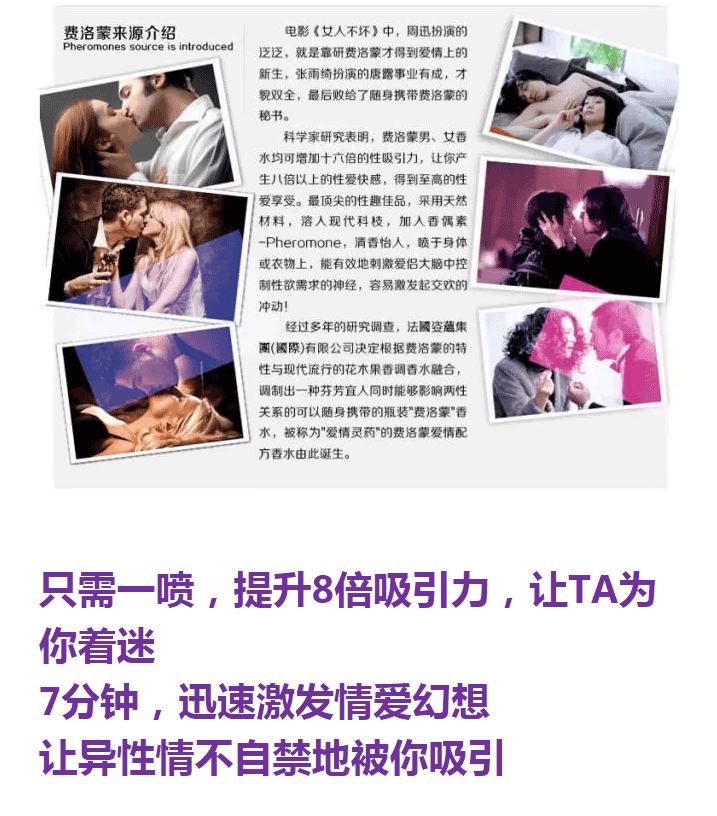 费洛蒙来源介绍
Pheromones source is introduced
电影《女人不坏》中，周迅扮演的
泛泛，就是靠研费洛蒙才得到爱情上的
新生，张雨绮扮演的唐露事业有成，才
貌双全，最后败给了随身携带费洛蒙的
秘书。
科学家研究表明，费洛蒙男、女香
水均可增加十六倍的性吸引力，让你产
生八倍以上的性爱快感，得到至高的性
爱享受。最顶尖的性趣佳品，采用天然
材料，溶人现代科枝，加人香偶素
-Pheromone，清香怡人，喷于身体
或衣物上，能有效地刺激爱侣大脑中控
制性欲需求的神经，容易激发起交欢的
冲动！
经过多年的研究调查，法國姿蘊集
團(國際)有限公司决定根据费洛蒙的特
性与现代流行的花木果香调香水融合，
调制出一种芬芳宜人同时能够影响两性
关系的可以随身携带的瓶装"费洛蒙"香
水，被称为"爱情灵药"的费洛蒙爱情配
方香水由此诞生。
只需一喷，提升8倍吸引力，让TA为
你着迷
7分钟，迅速激发情爱幻想
让异性情不自禁地被你吸引